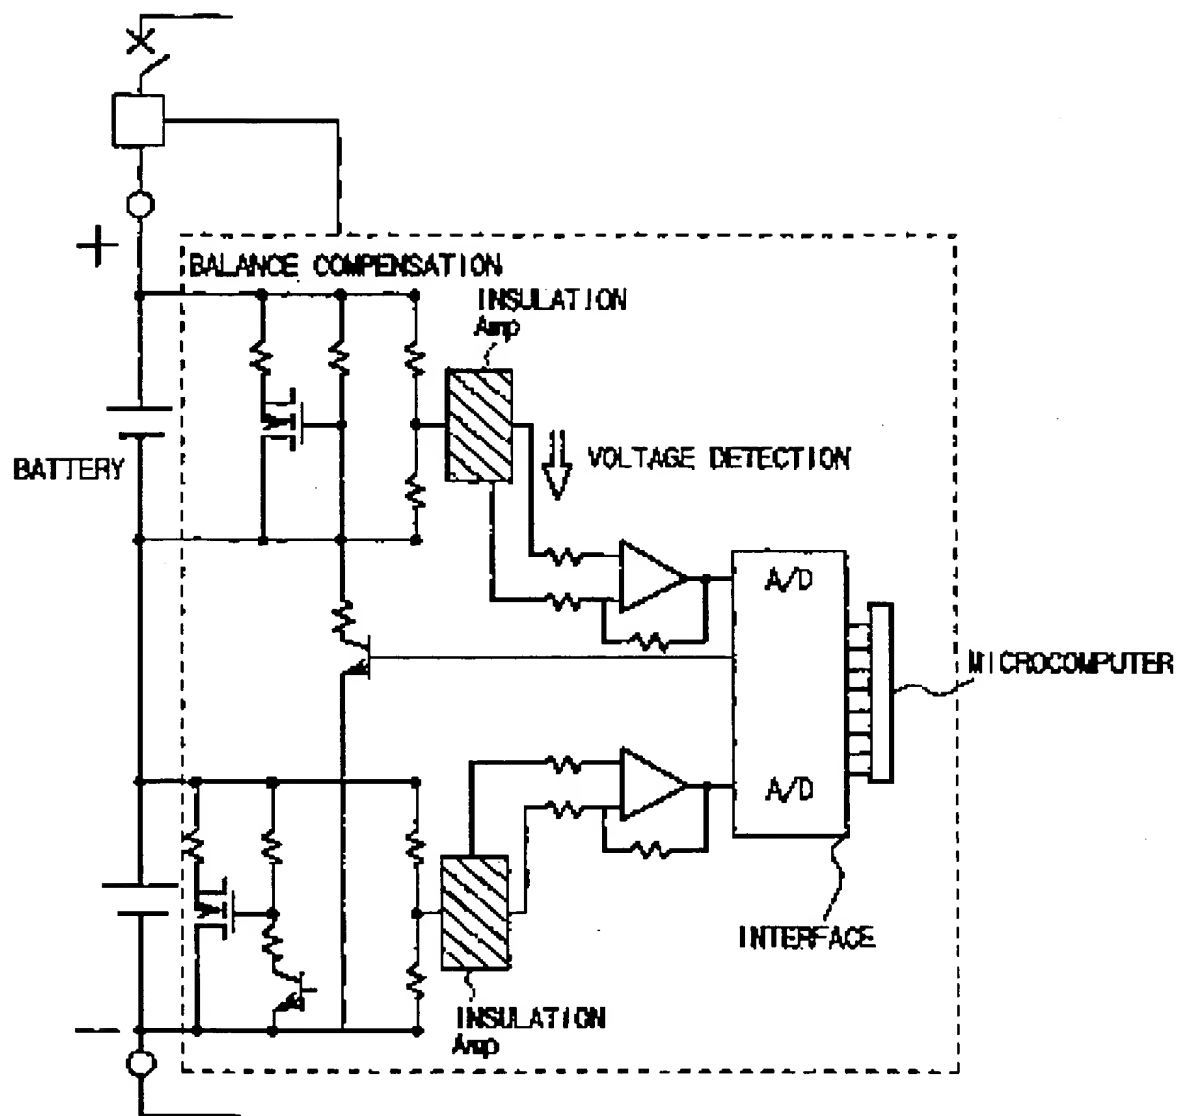 BALANCE COMPENSATION
INSULATION
Amp
BATTERY
VOLTAGE DETECTION
A/D
MICROCOMPUTER
A/D
INTERFACE
INSULATION
Amp